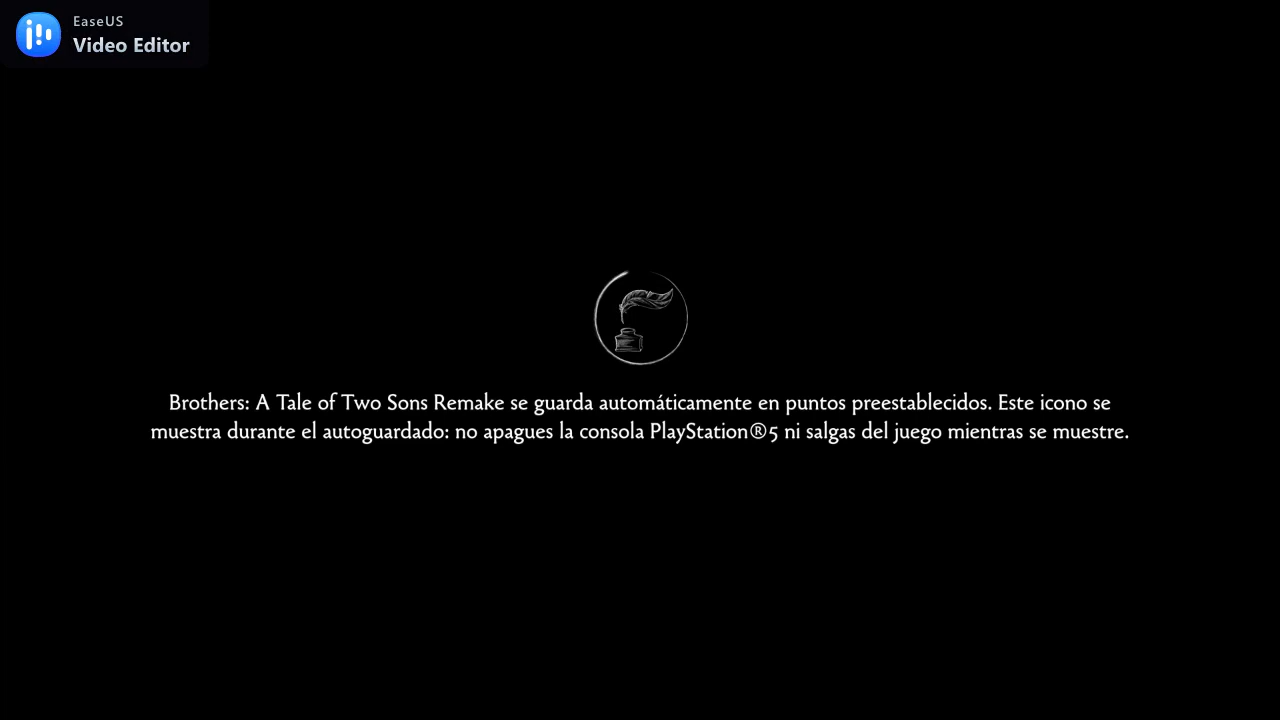 EaseUS
Video Editor
Brothers: A Tale of Two Sons Remake se guarda automáticamente en puntos preestablecidos. Este icono se
muestra durante el autoguardado: no apagues la consola PlayStation®5 ni salgas del juego mientras se muestre.